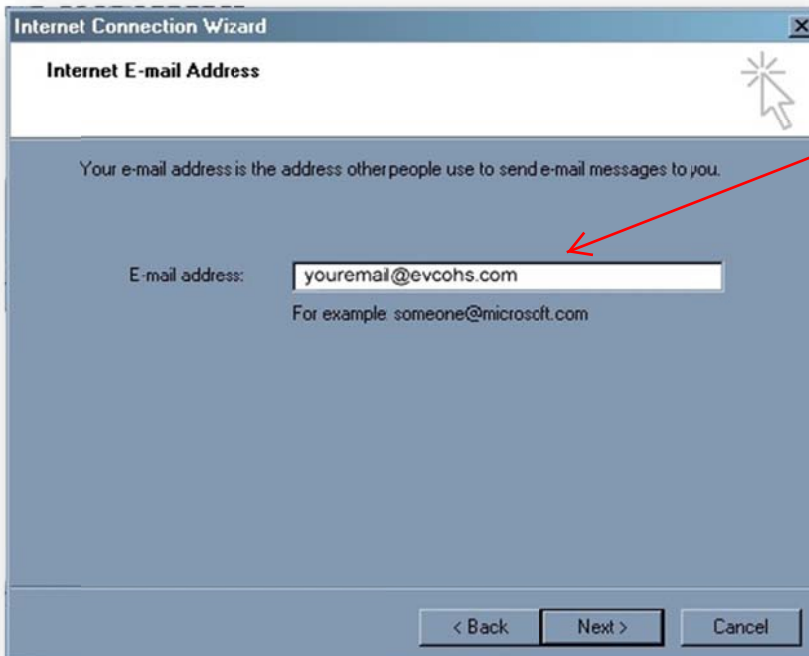 Internet Connection Wizard
Internet E-mail Address
Your e-mail address is the address other people use to send e-mail messages to you.
E-mail address: youremail@evcohs.com
For example: someone@microsoft.com
< Back Next > Cancel